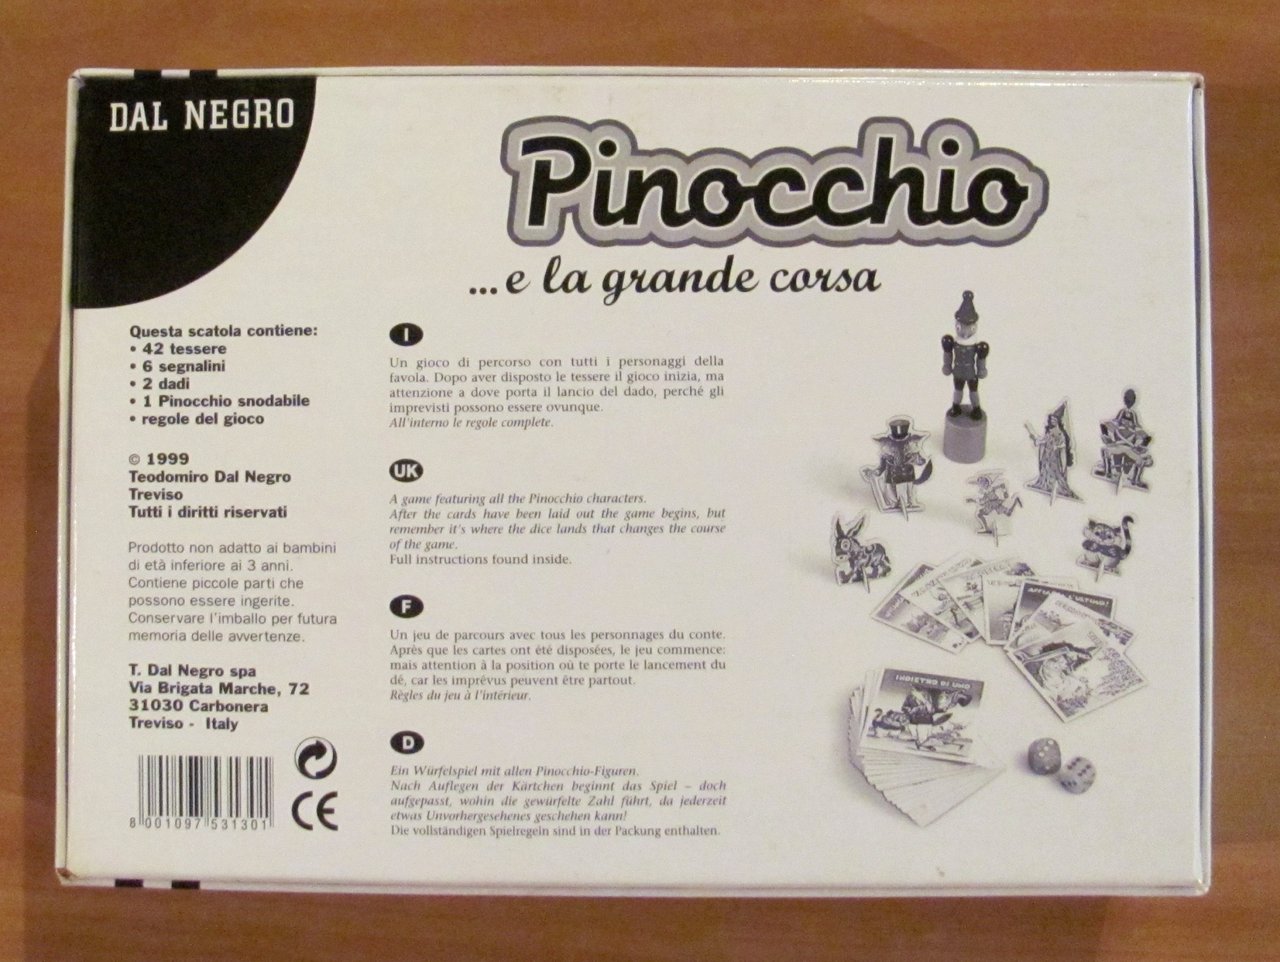 DAL NEGRO
Pinocchio
...e la grande corsa
Questa scatola contiene:
• 42 tessere
• 6 segnalini
• 2 dadi
• 1 Pinocchio snodabile
• regole del gioco
© 1999
Teodomiro Dal Negro
Treviso
Tutti i diritti riservati
Prodotto non adatto ai bambini
di età inferiore ai 3 anni.
Contiene piccole parti che
possono essere ingerite.
Conservare l'imballo per futura
memoria delle avvertenze.
T. Dal Negro spa
Via Brigata Marche, 72
31030 Carbonera
Treviso - Italy
8 001097 531301
CE
I
Un gioco di percorso con tutti i personaggi della
favola. Dopo aver disposto le tessere il gioco inizia, ma
attenzione a dove porta il lancio del dado, perché gli
imprevisti possono essere ovunque.
All'interno le regole complete.
UK
A game featuring all the Pinocchio characters.
After the cards have been laid out the game begins, but
remember it's where the dice lands that changes the course
of the game.
Full instructions found inside.
F
Un jeu de parcours avec tous les personnages du conte.
Après que les cartes ont été disposées, le jeu commence:
mais attention à la position où te porte le lancement du
dé, car les imprévus peuvent être partout.
Règles du jeu à l'intérieur.
D
Ein Würfelspiel mit allen Pinocchio-Figuren.
Nach Auflegen der Kärtchen beginnt das Spiel – doch
aufgepasst, wohin die gewürfelte Zahl führt, da jederzeit
etwas Unvorhergesehenes geschehen kann!
Die vollständigen Spielregeln sind in der Packung enthalten.
INDIETRO DI UNO